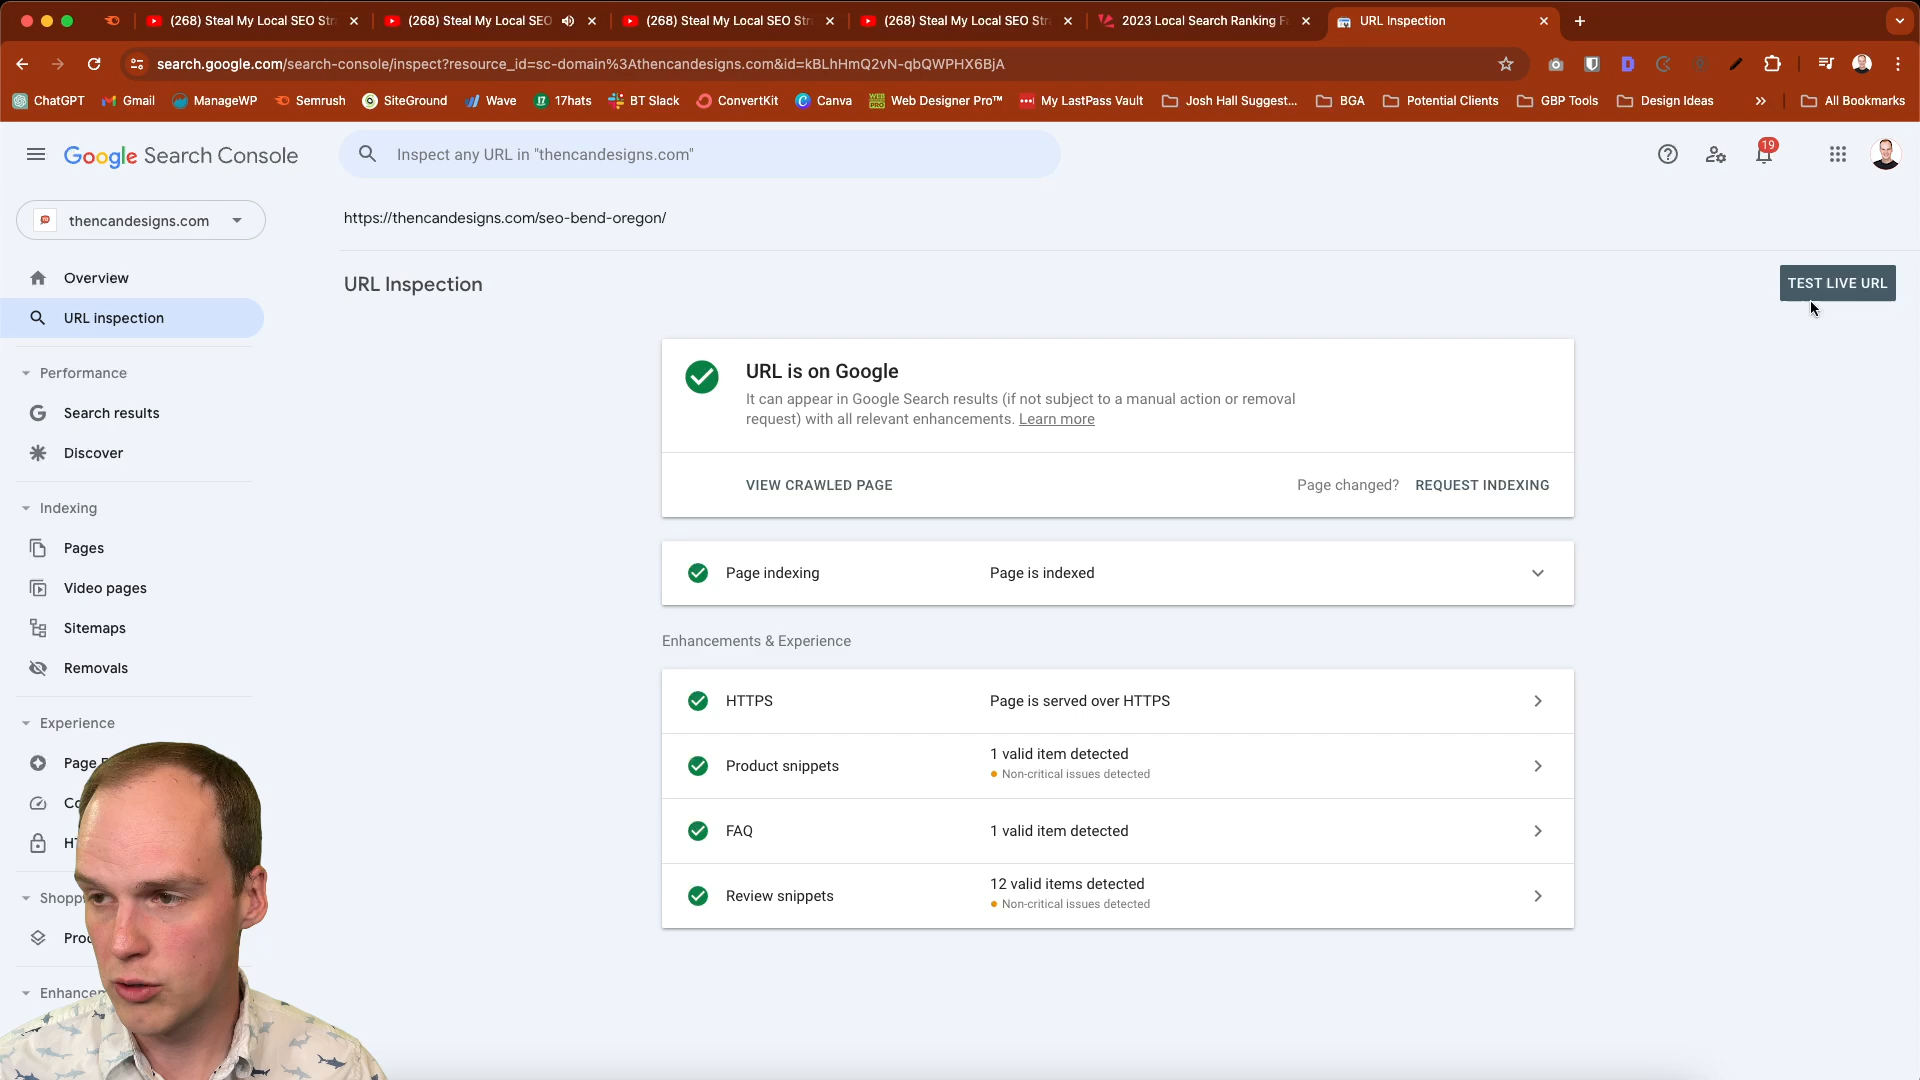 (268) Steal My Local SEO Str
(268) Steal My Local SEO
(268) Steal My Local SEO Str
(268) Steal My Local SEO Str
2023 Local Search Ranking F
URL Inspection
search.google.com/search-console/inspect?resource_id=sc-domain%3Athencandesigns.com&id=kBLhHmQ2vN-qbQWPHX6BjA
ChatGPT
Gmail
ManageWP
Semrush
SiteGround
Wave
17hats
BT Slack
ConvertKit
Canva
Web Designer Pro™
My LastPass Vault
Josh Hall Suggest...
BGA
Potential Clients
GBP Tools
Design Ideas
All Bookmarks
Google Search Console
Inspect any URL in "thencandesigns.com"
19
thencandesigns.com
https://thencandesigns.com/seo-bend-oregon/
Overview
URL inspection
Performance
Search results
Discover
Indexing
Pages
Video pages
Sitemaps
Removals
Experience
Page
Co
HT
Shopp
Prod
Enhancem
URL Inspection
TEST LIVE URL
URL is on Google
It can appear in Google Search results (if not subject to a manual action or removal
request) with all relevant enhancements. Learn more
VIEW CRAWLED PAGE
Page changed? REQUEST INDEXING
Page indexing
Page is indexed
Enhancements & Experience
HTTPS
Page is served over HTTPS
Product snippets
1 valid item detected
Non-critical issues detected
FAQ
1 valid item detected
Review snippets
12 valid items detected
Non-critical issues detected